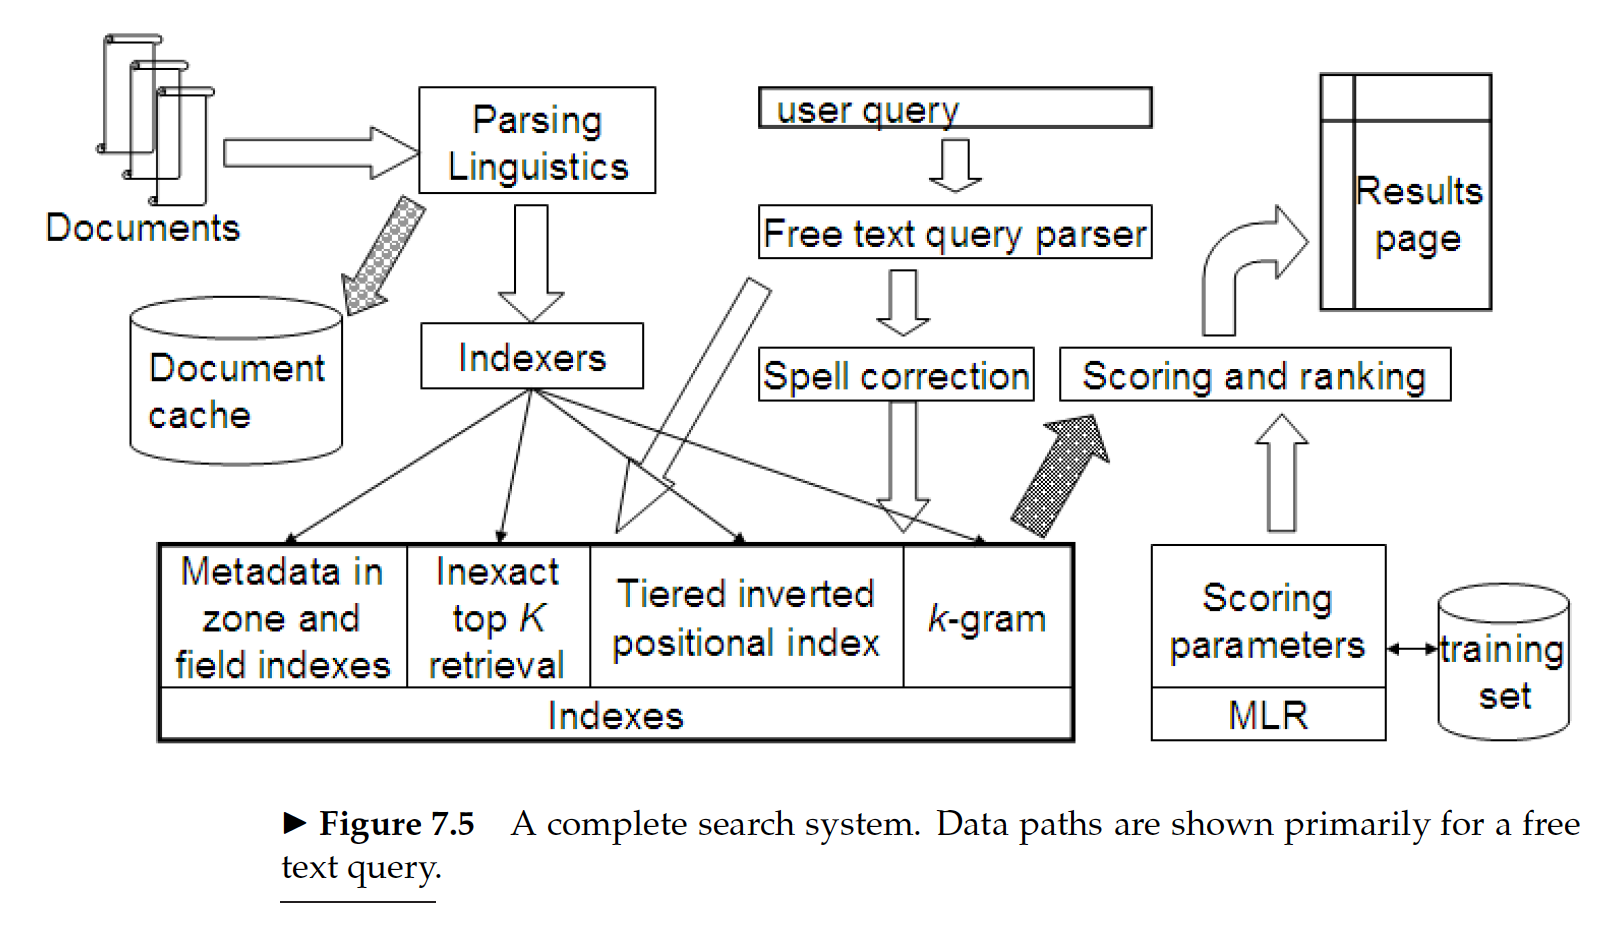 Documents
Parsing
Linguistics
Document
cache
Indexers
user query
Free text query parser
Spell correction
Scoring and ranking
Results
page
Metadata in
zone and
field indexes
Inexact
top K
retrieval
Tiered inverted
positional index
k-gram
Indexes
Scoring
parameters
MLR
training
set
► Figure 7.5 A complete search system. Data paths are shown primarily for a free
text query.